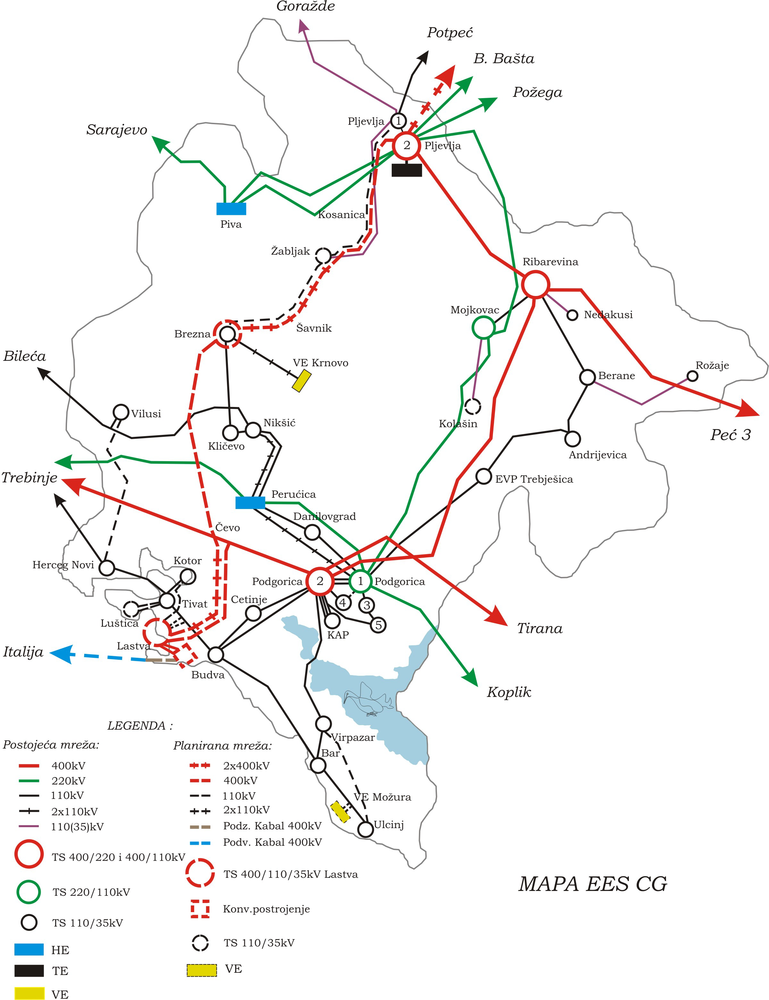 Goražde
Potpeć
B. Bašta
Požega
Pljevlja
1
Sarajevo
2
Pljevlja
Kosanica
Piva
Žabljak
Ribarevina
Mojkovac
Nedakusi
Šavnik
Brezna
Bileća
VE Krnovo
Rožaje
Berane
Vilusi
Nikšić
Kolašin
Peć 3
Kličevo
Andrijevica
Trebinje
EVP Trebješica
Perućica
Danilovgrad
Čevo
Kotor
Herceg Novi
Podgorica
2
1
Podgorica
Cetinje
4
3
Tivat
Luštica
5
Tirana
KAP
Lastva
Italija
Budva
Koplik
LEGENDA :
Virpazar
Bar
VE Možura
Ulcinj
Postojeća mreža:
400kV
220kV
110kV
2x110kV
110(35)kV
TS 400/220 i 400/110kV
TS 220/110kV
TS 110/35kV
HE
TE
VE
Planirana mreža:
2x400kV
400kV
110kV
2x110kV
Podz. Kabal 400kV
Podv. Kabal 400kV
TS 400/110/35kV Lastva
Konv.postrojenje
TS 110/35kV
VE
MAPA EES CG